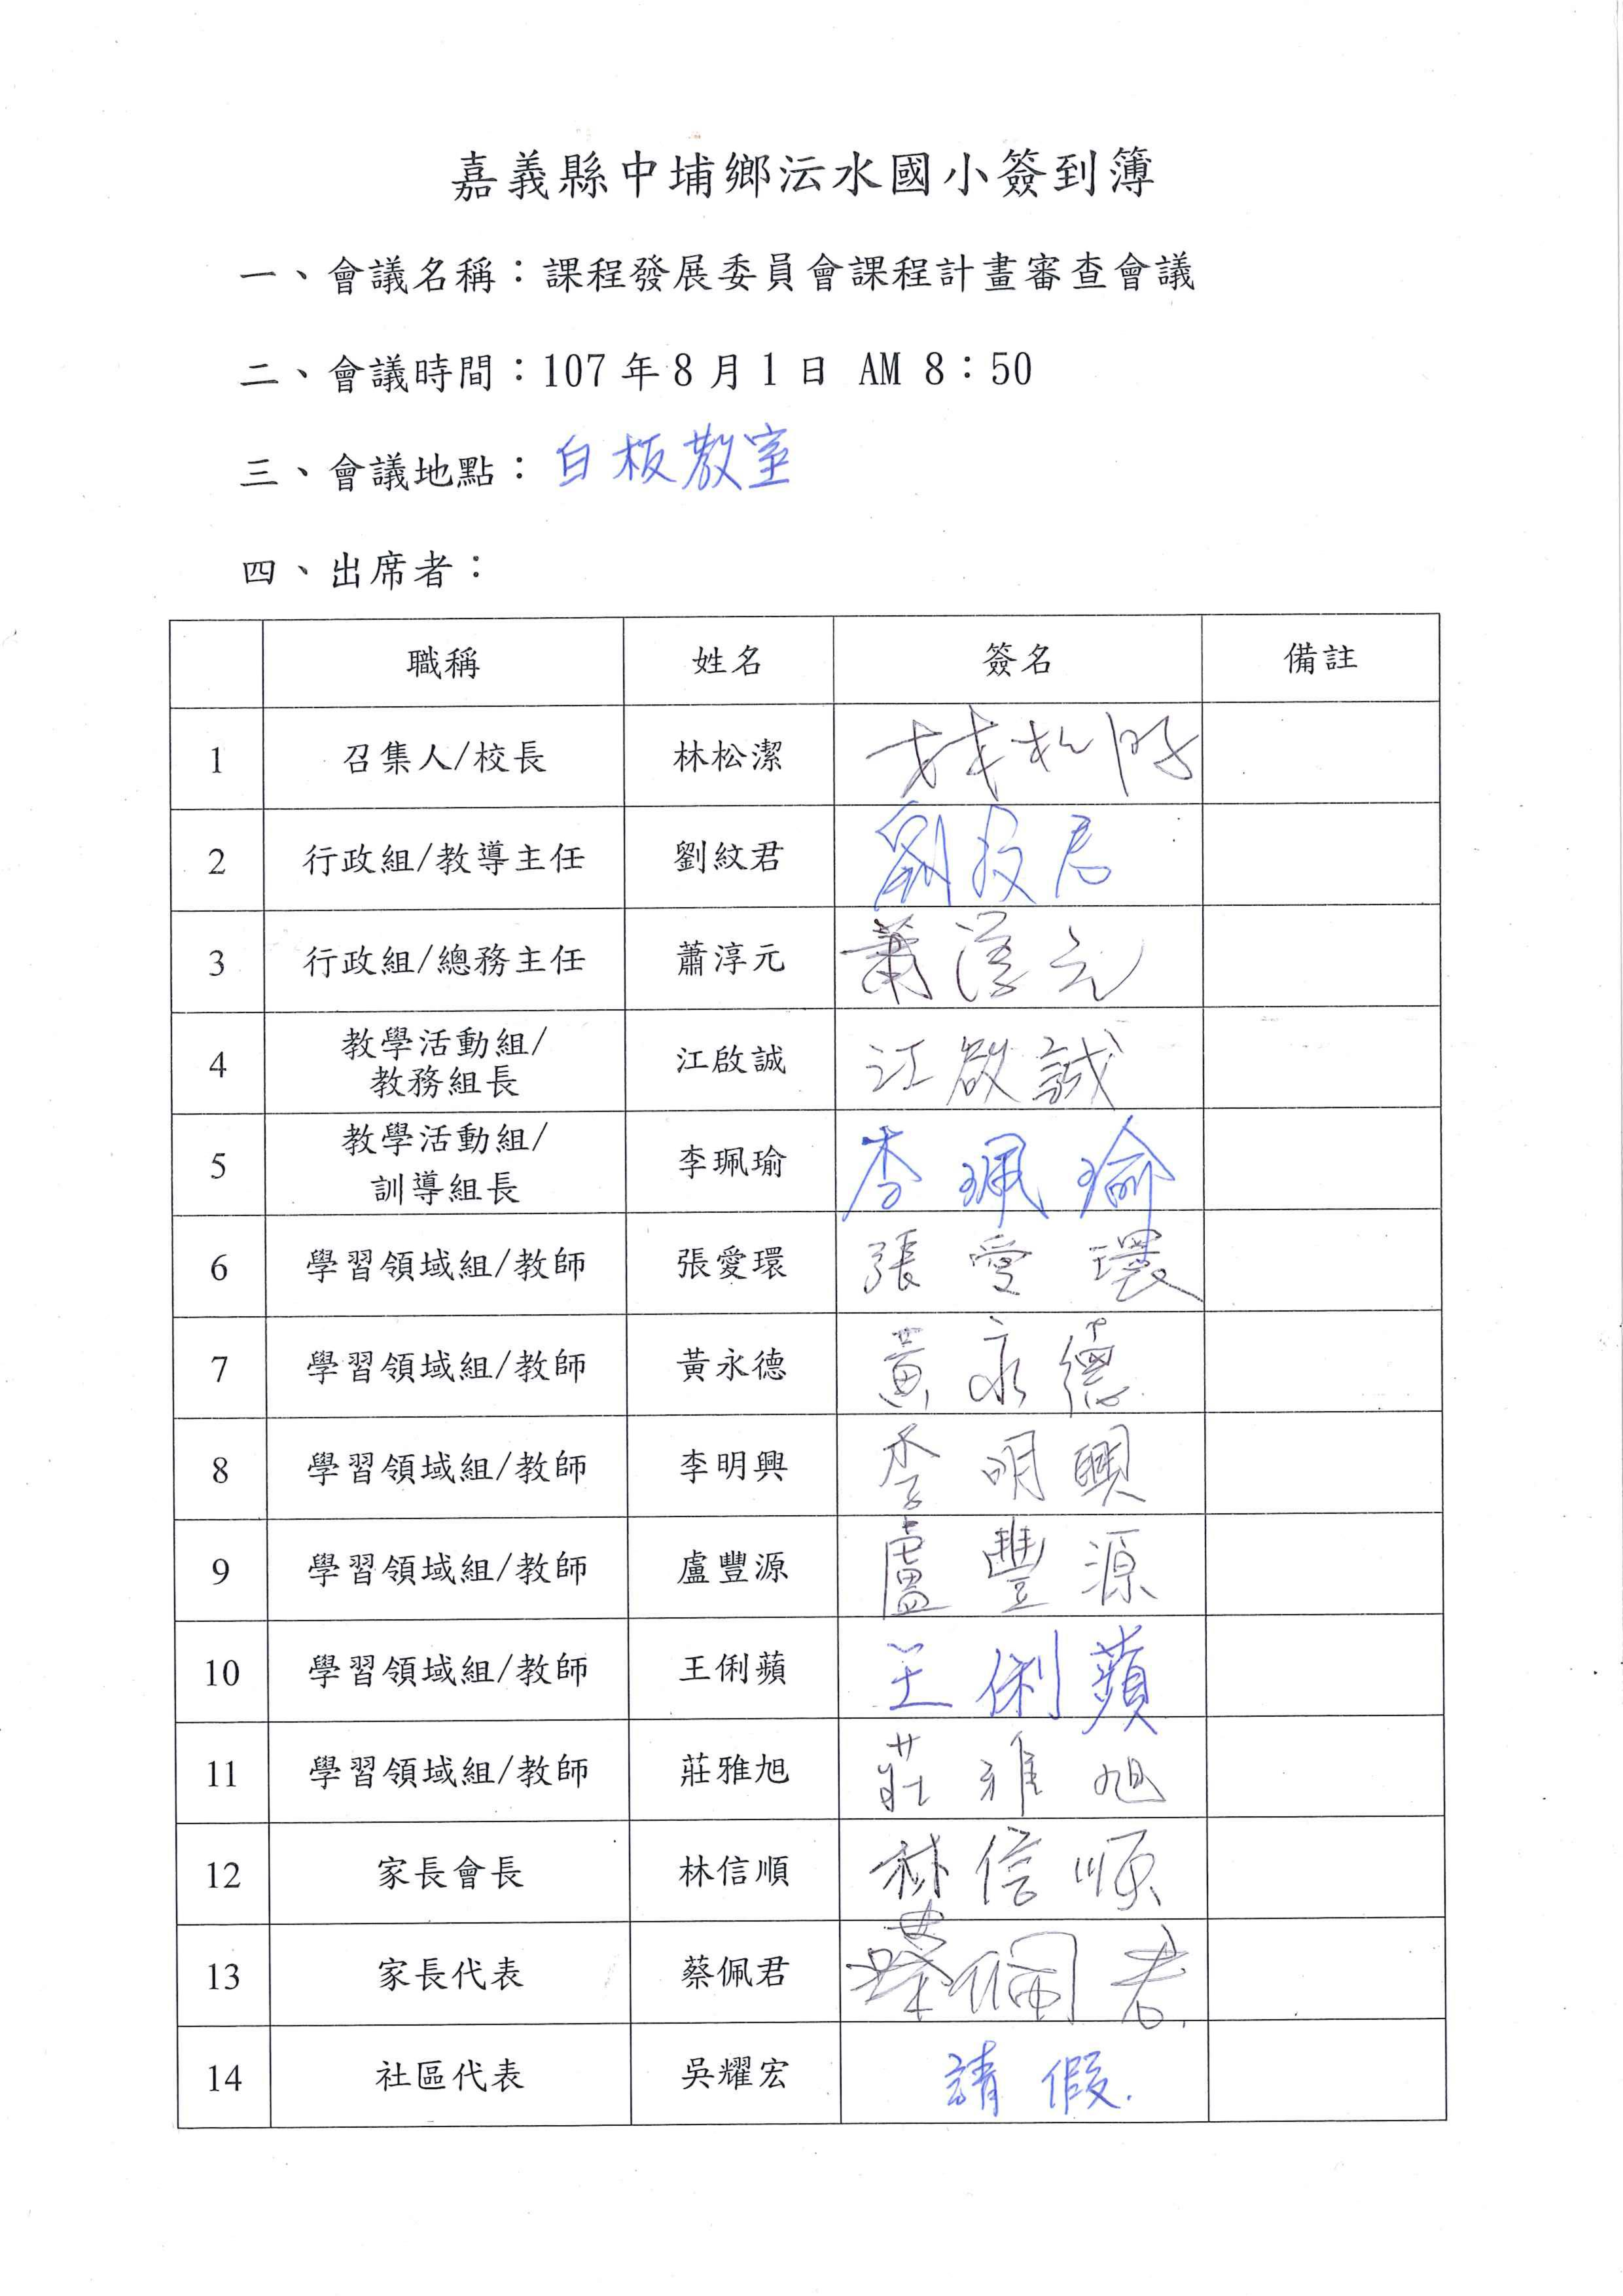 嘉義縣中埔鄉沄水國小簽到簿
一、會議名稱：課程發展委員會課程計畫審查會議
二、會議時間：107年8月1日 AM 8：50
三、會議地點：白板教室
四、出席者：
職稱 姓名 簽名 備註
1 召集人/校長 林松潔 林松
2 行政組/教導主任 劉紋君 劉紋君
3 行政組/總務主任 蕭淳元 蕭淳元
教學活動組/
4 教務組長 江啟誠 江啟誠
教學活動組/
5 訓導組長 李珮瑜 李珮瑜
6 學習領域組/教師 張愛環 張愛環
7 學習領域組/教師 黃永德 黃永德
8 學習領域組/教師 李明興 李明興
9 學習領域組/教師 盧豐源 盧豐源
10 學習領域組/教師 王俐蘋 王俐蘋
11 學習領域組/教師 莊雅旭 莊雅旭
12 家長會長 林信順 林信順
13 家長代表 蔡佩君 蔡佩君
14 社區代表 吳耀宏 請假.